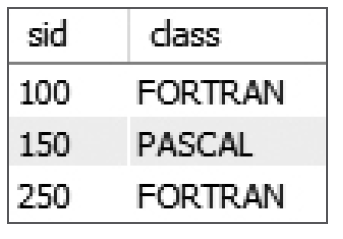 sid class
100 FORTRAN
150 PASCAL
250 FORTRAN